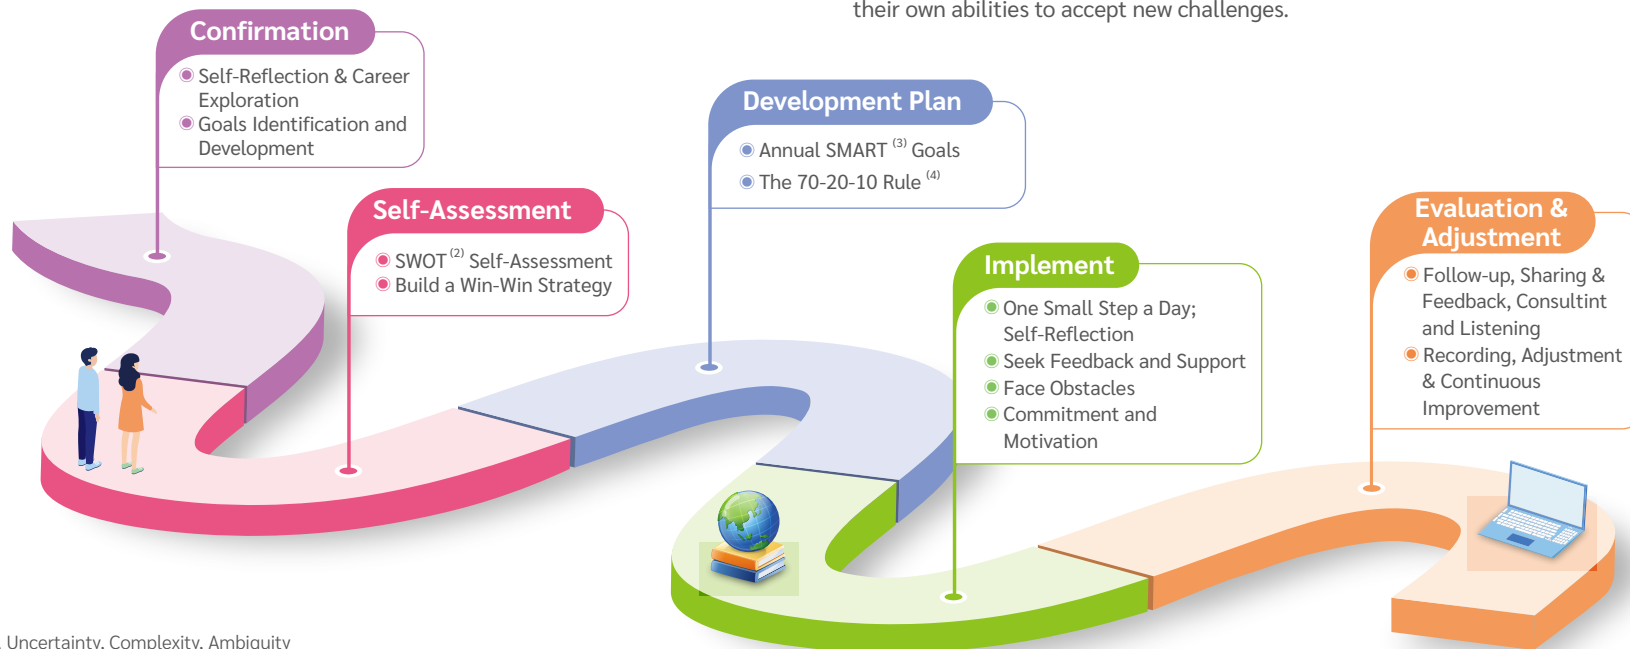 their own abilities to accept new challenges.
Confirmation
Self-Reflection & Career
Exploration
Goals Identification and
Development
Self-Assessment
SWOT (2) Self-Assessment
Build a Win-Win Strategy
Development Plan
Annual SMART (3) Goals
The 70-20-10 Rule (4)
Implement
One Small Step a Day;
Self-Reflection
Seek Feedback and Support
Face Obstacles
Commitment and
Motivation
Evaluation &
Adjustment
Follow-up, Sharing &
Feedback, Consultint
and Listening
Recording, Adjustment
& Continuous
Improvement
Uncertainty, Complexity, Ambiguity